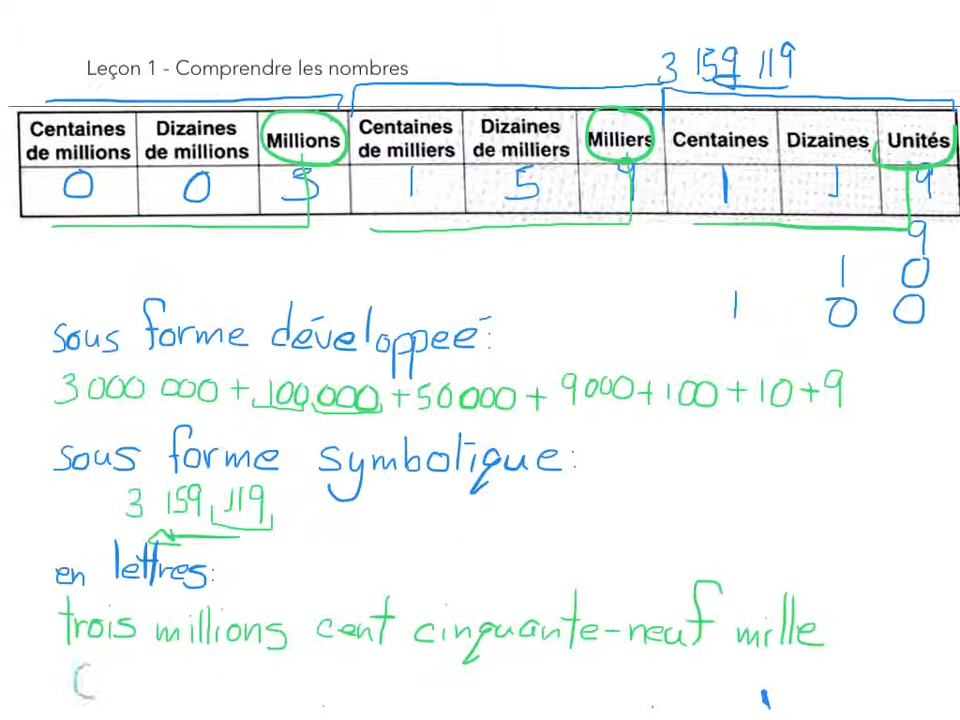 3 159 119
Leçon 1 - Comprendre les nombres
Centaines de millions Dizaines de millions Millions Centaines de milliers Dizaines de milliers Milliers Centaines Dizaines Unités
0 0 3 1 5 9 1 1 9
9
1 0
1 0 0
sous forme développeé:
3 000 000 + 100 000 + 50 000 + 9 000 + 100 + 10 + 9
sous forme symbolique:
3 159 119
en lettres:
trois millions cent cinquante-neuf mille
c